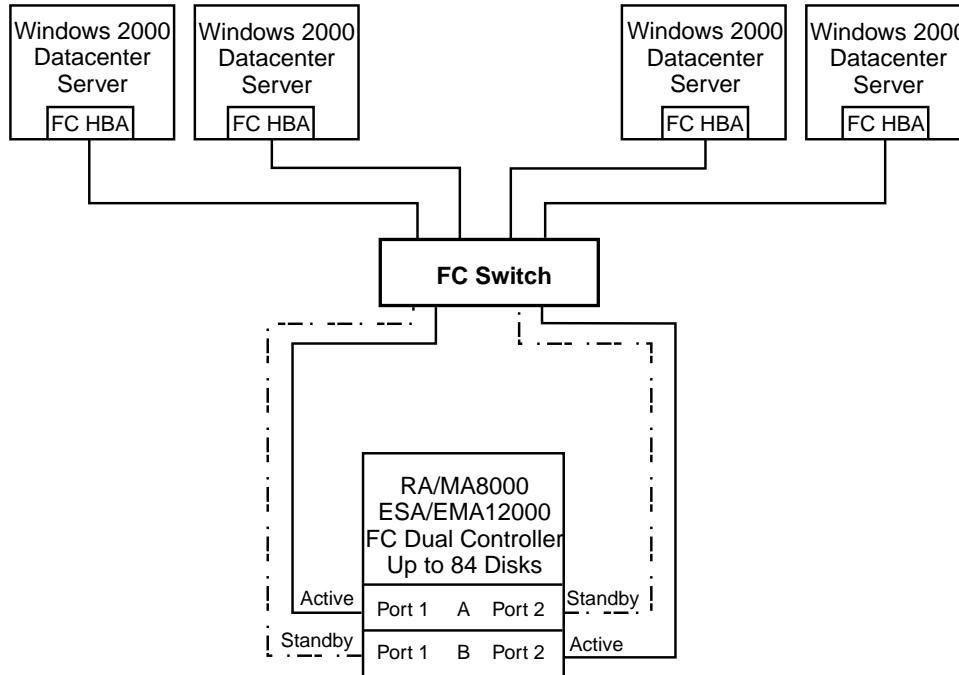 Windows 2000
Datacenter
Server
FC HBA
Windows 2000
Datacenter
Server
FC HBA
Windows 2000
Datacenter
Server
FC HBA
Windows 2000
Datacenter
Server
FC HBA
FC Switch
RA/MA8000
ESA/EMA12000
FC Dual Controller
Up to 84 Disks
Active Port 1 A Port 2 Standby
Standby Port 1 B Port 2 Active